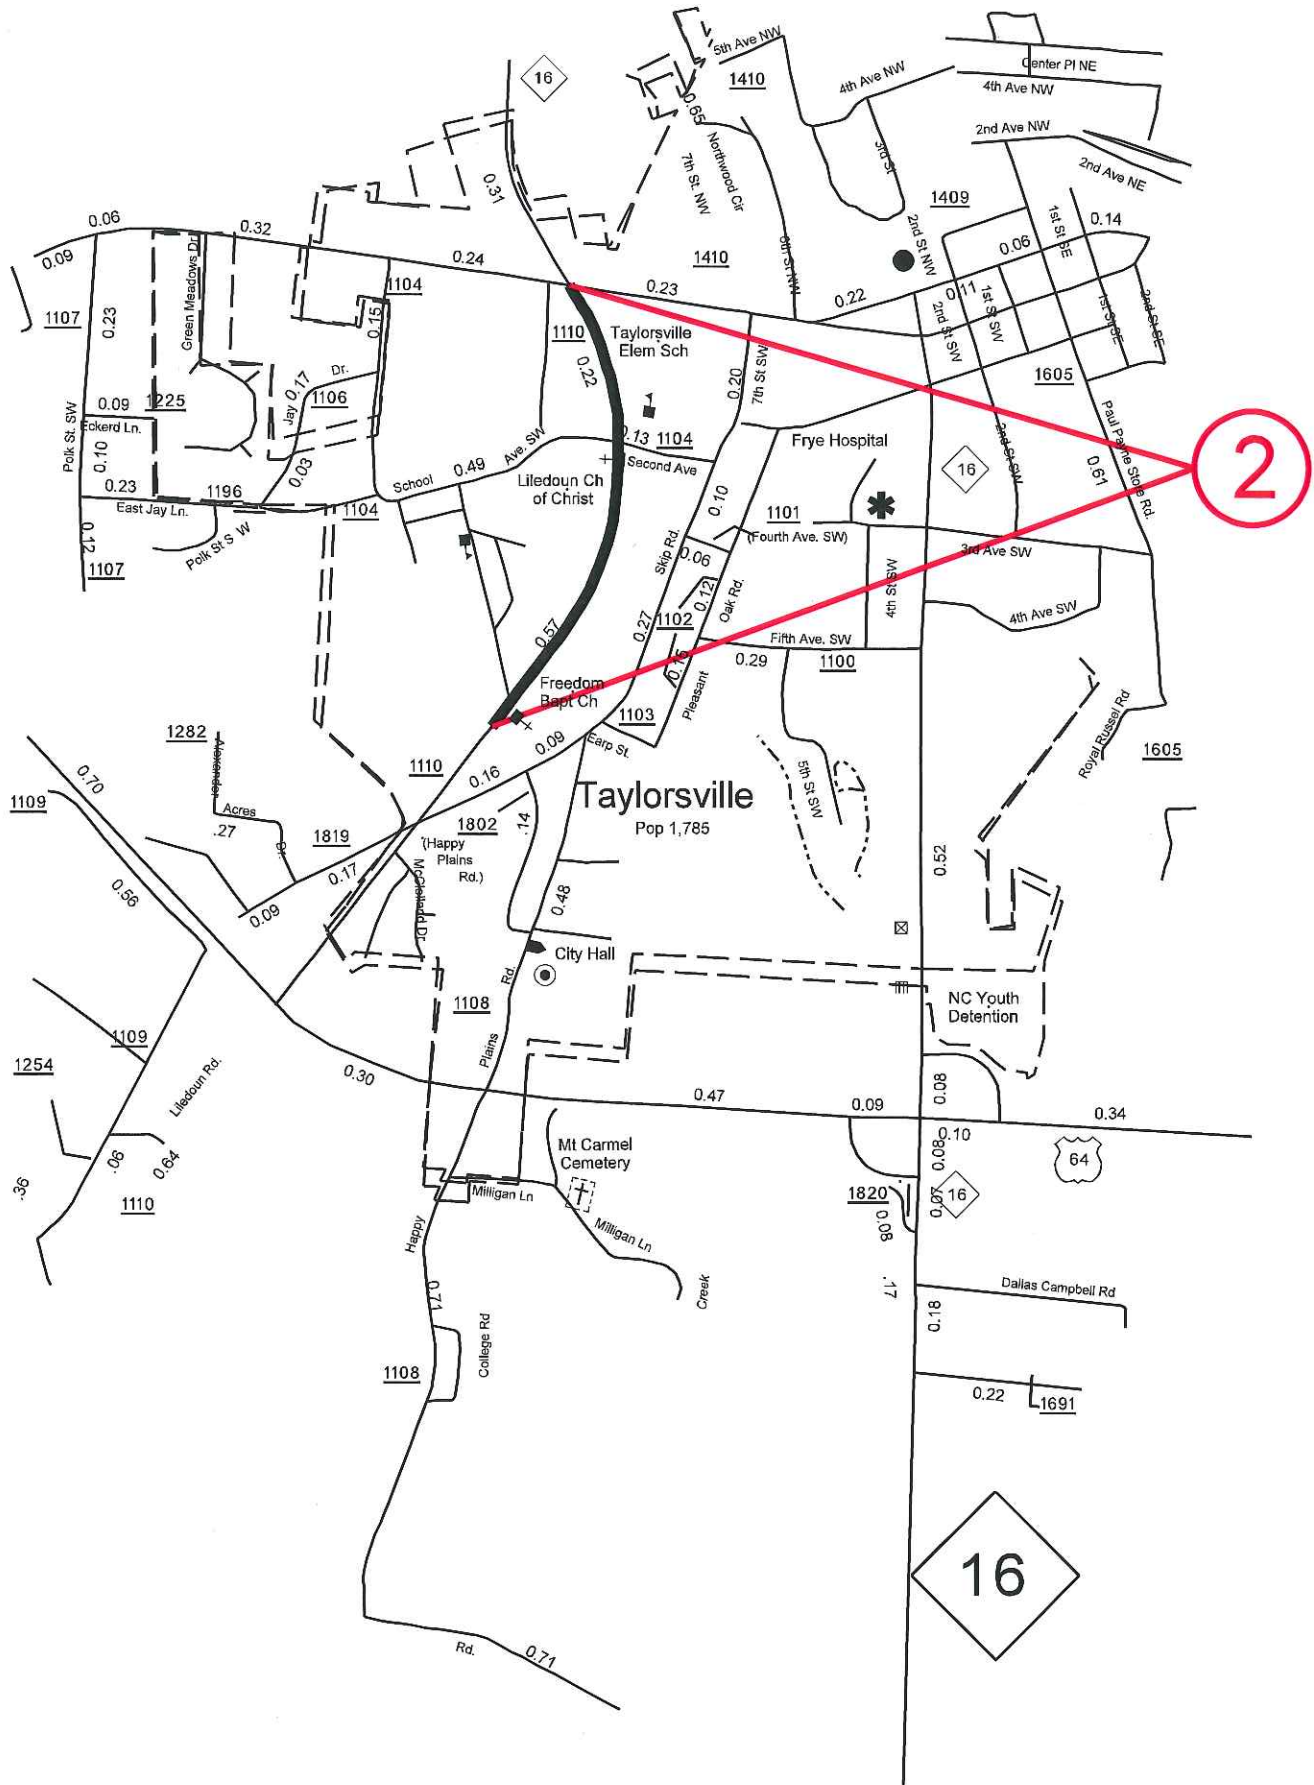 5th Ave NW
Center Pl NE
16
1410
4th Ave NW
4th Ave NW
0.65
Northwood Cir
7th St. NW
3rd St
2nd Ave NW
2nd Ave NE
0.31
1409
0.06
0.32
0.09
0.24
1410
6th St NW
2nd St NW
1st St SE
0.14
0.06
Green Meadows Dr
1104
0.23
0.22
0.11
1107
0.23
0.15
1110
Taylorsville
Elem Sch
0.22
2nd St SW
1st St SW
1st St SE
2nd St SE
0.20
7th St SW
1605
Dr.
0.17
Jay
1106
0.09
1225
Eckerd Ln.
Polk St. SW
0.10
0.03
0.13
1104
Frye Hospital
2nd St SW
Paul Payne Store Rd.
0.61
2
School
0.49
Ave. SW
Second Ave
Liledoun Ch
of Christ
16
0.23
1196
East Jay Ln.
1104
0.10
1101
(Fourth Ave. SW)
Polk St S W
0.12
1107
Skip Rd.
0.06
3rd Ave SW
0.12
Oak Rd.
4th St SW
4th Ave SW
0.57
0.27
1102
0.15
Fifth Ave. SW
0.29
1100
Freedom
Bapt Ch
Pleasant
1103
Earp St.
0.09
1282
Alexander
Acres
Dr.
.27
1110
0.16
Royal Russel Rd
1605
0.70
1109
Taylorsville
Pop 1,785
5th St SW
1819
1802
.14
(Happy
Plains
Rd.)
0.17
0.52
0.56
0.09
McClelland Dr
0.48
City Hall
1108
Rd.
Plains
NC Youth
Detention
1109
1254
Liledoun Rd.
0.30
0.47
0.09
0.08
0.34
0.10
0.08
64
.06
0.64
.36
1110
Mt Carmel
Cemetery
Milligan Ln
1820
0.08
0.07
16
Happy
Milligan Ln
Creek
.17
Dallas Campbell Rd
0.71
0.18
College Rd
1108
0.22
1691
16
Rd.
0.71